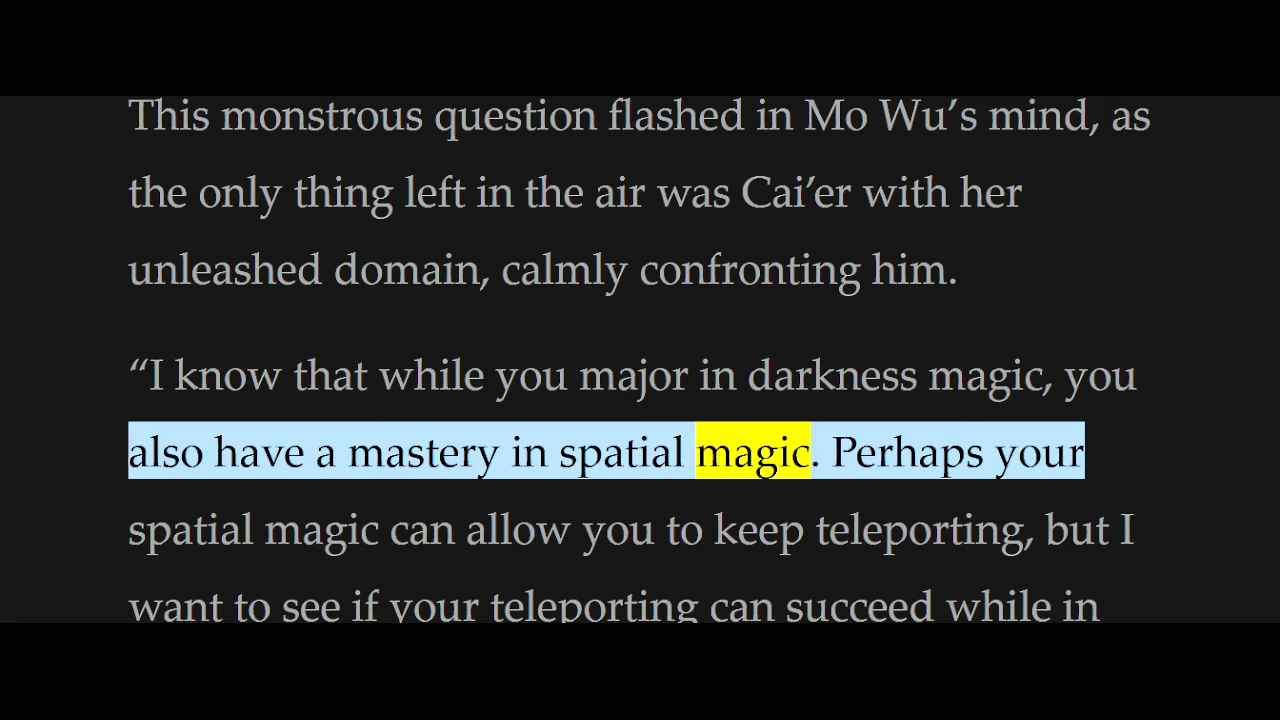 This monstrous question flashed in Mo Wu’s mind, as
the only thing left in the air was Cai’er with her
unleashed domain, calmly confronting him.
“I know that while you major in darkness magic, you
also have a mastery in spatial magic. Perhaps your
spatial magic can allow you to keep teleporting, but I
want to see if your teleporting can succeed while in